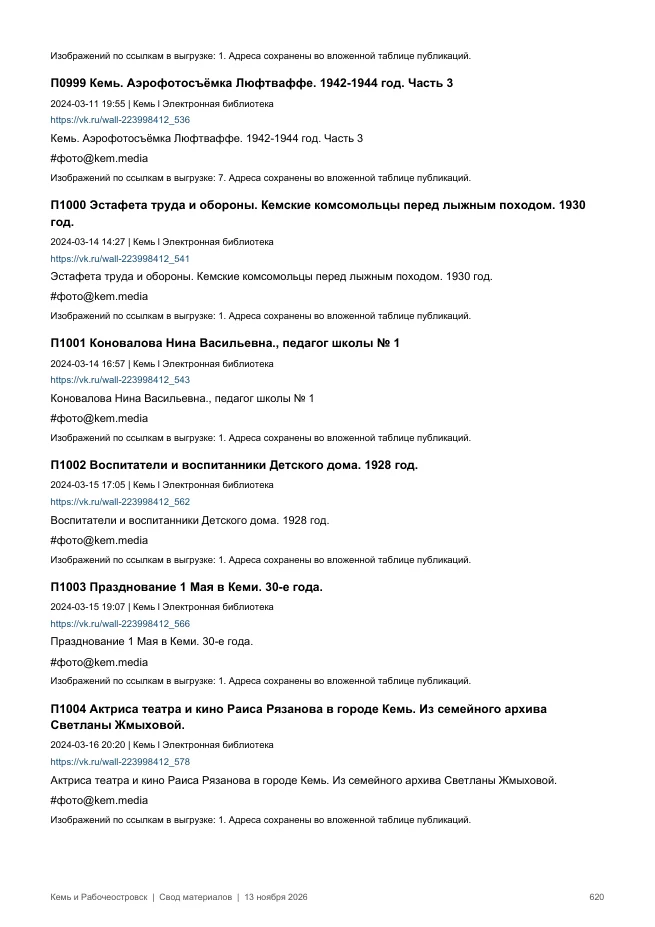 Изображений по ссылкам в выгрузке: 1. Адреса сохранены во вложенной таблице публикаций.
П0999 Кемь. Аэрофотосъёмка Люфтваффе. 1942-1944 год. Часть 3
2024-03-11 19:55 | Кемь I Электронная библиотека
https://vk.ru/wall-223998412_536
Кемь. Аэрофотосъёмка Люфтваффе. 1942-1944 год. Часть 3
#фото@kem.media
Изображений по ссылкам в выгрузке: 7. Адреса сохранены во вложенной таблице публикаций.
П1000 Эстафета труда и обороны. Кемские комсомольцы перед лыжным походом. 1930
год.
2024-03-14 14:27 | Кемь I Электронная библиотека
https://vk.ru/wall-223998412_541
Эстафета труда и обороны. Кемские комсомольцы перед лыжным походом. 1930 год.
#фото@kem.media
Изображений по ссылкам в выгрузке: 1. Адреса сохранены во вложенной таблице публикаций.
П1001 Коновалова Нина Васильевна., педагог школы № 1
2024-03-14 16:57 | Кемь I Электронная библиотека
https://vk.ru/wall-223998412_543
Коновалова Нина Васильевна., педагог школы № 1
#фото@kem.media
Изображений по ссылкам в выгрузке: 1. Адреса сохранены во вложенной таблице публикаций.
П1002 Воспитатели и воспитанники Детского дома. 1928 год.
2024-03-15 17:05 | Кемь I Электронная библиотека
https://vk.ru/wall-223998412_562
Воспитатели и воспитанники Детского дома. 1928 год.
#фото@kem.media
Изображений по ссылкам в выгрузке: 1. Адреса сохранены во вложенной таблице публикаций.
П1003 Празднование 1 Мая в Кеми. 30-е года.
2024-03-15 19:07 | Кемь I Электронная библиотека
https://vk.ru/wall-223998412_566
Празднование 1 Мая в Кеми. 30-е года.
#фото@kem.media
Изображений по ссылкам в выгрузке: 1. Адреса сохранены во вложенной таблице публикаций.
П1004 Актриса театра и кино Раиса Рязанова в городе Кемь. Из семейного архива
Светланы Жмыховой.
2024-03-16 20:20 | Кемь I Электронная библиотека
https://vk.ru/wall-223998412_578
Актриса театра и кино Раиса Рязанова в городе Кемь. Из семейного архива Светланы Жмыховой.
#фото@kem.media
Изображений по ссылкам в выгрузке: 1. Адреса сохранены во вложенной таблице публикаций.
Кемь и Рабочеостровск | Свод материалов | 13 ноября 2026 620